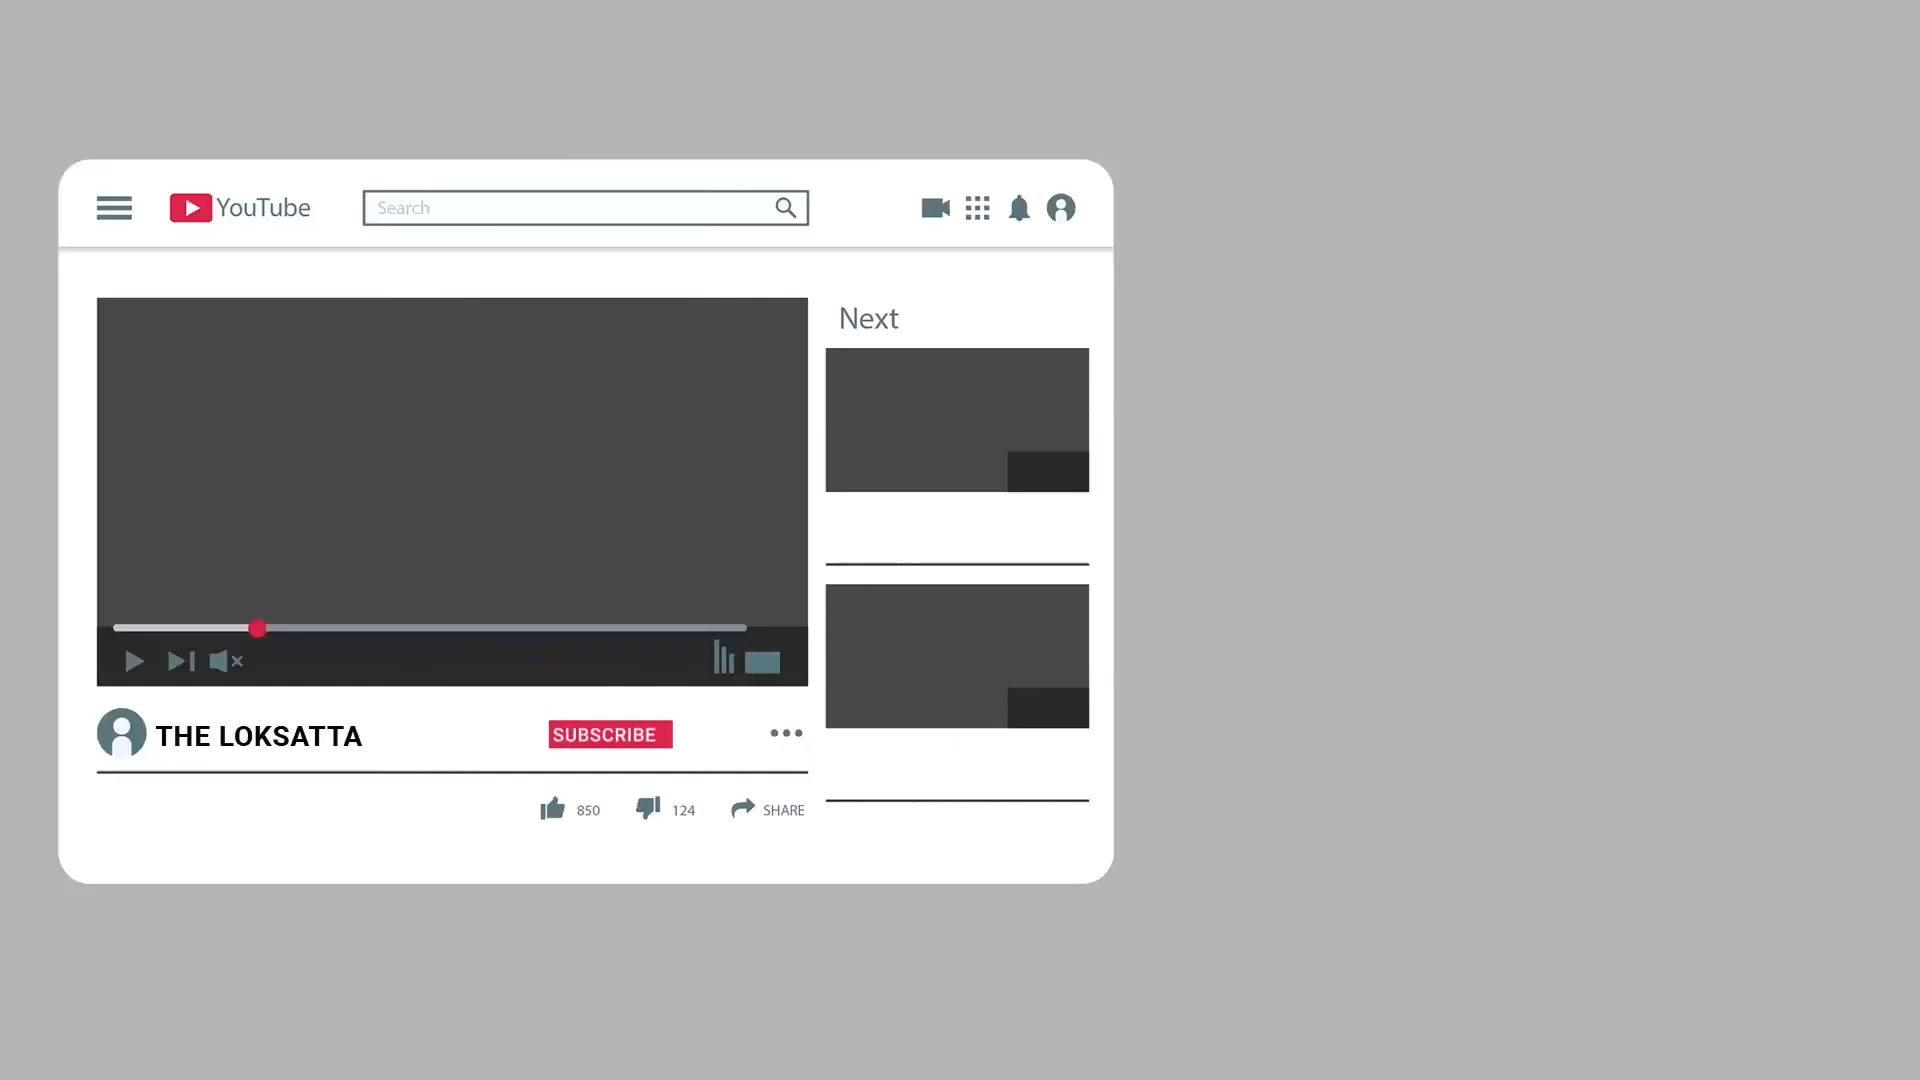 YouTube
Search
Next
THE LOKSATTA
SUBSCRIBE
850
124
SHARE